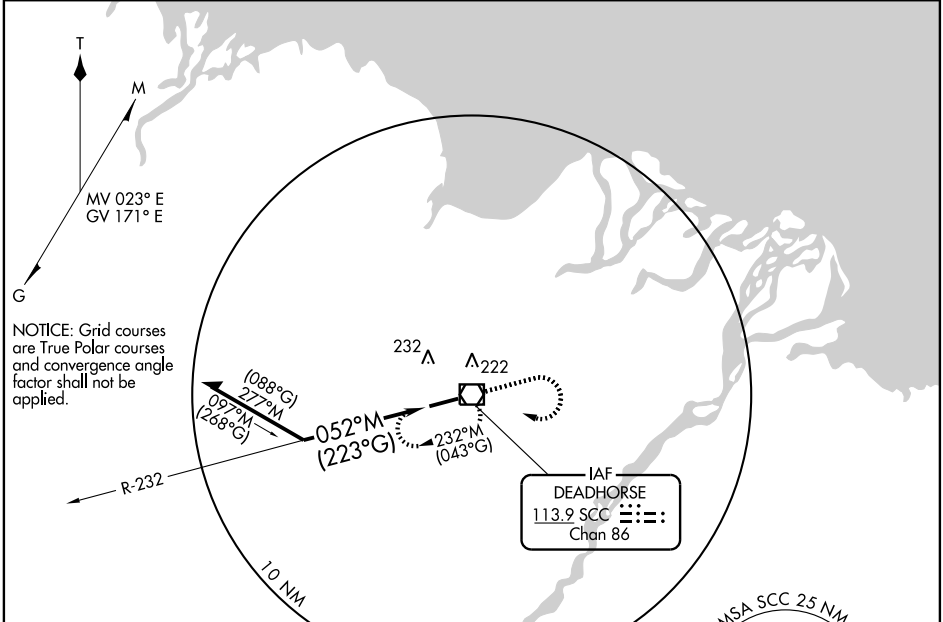 T
M
MV 023° E
GV 171° E
G
NOTICE: Grid courses
are True Polar courses
and convergence angle
factor shall not be
applied.
232
222
(088°G)
277°M
097°M
(268°G)
052°M
(223°G)
232°M
(043°G)
R-232
IAF
DEADHORSE
113.9 SCC
Chan 86
10 NM
MSA SCC 25 NM